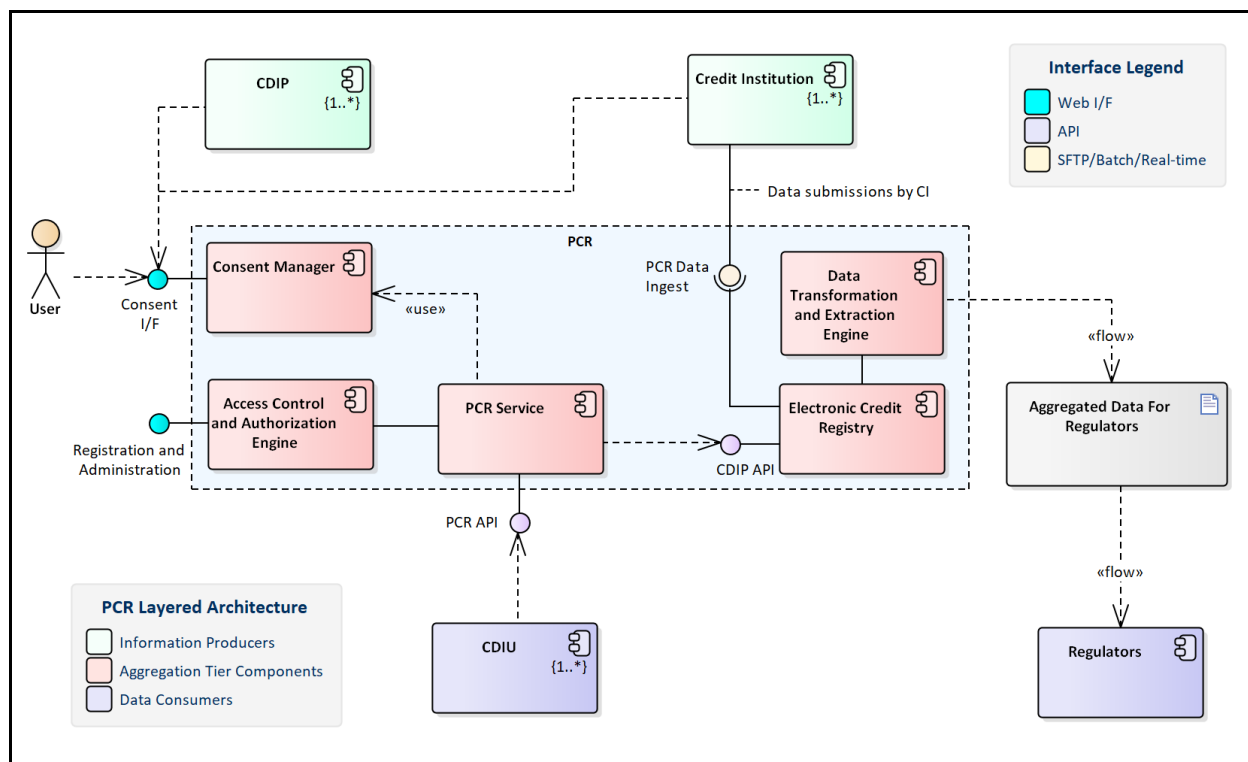 CDIP
{1..*}
Credit Institution
{1..*}
Interface Legend
Web I/F
API
SFTP/Batch/Real-time
Data submissions by CI
PCR
User
Consent
I/F
Consent Manager
«use»
PCR Data
Ingest
Data
Transformation
and Extraction
Engine
«flow»
Registration and
Administration
Access Control
and Authorization
Engine
PCR Service
CDIP API
Electronic Credit
Registry
Aggregated Data For
Regulators
PCR API
«flow»
PCR Layered Architecture
Information Producers
Aggregation Tier Components
Data Consumers
CDIU
{1..*}
Regulators